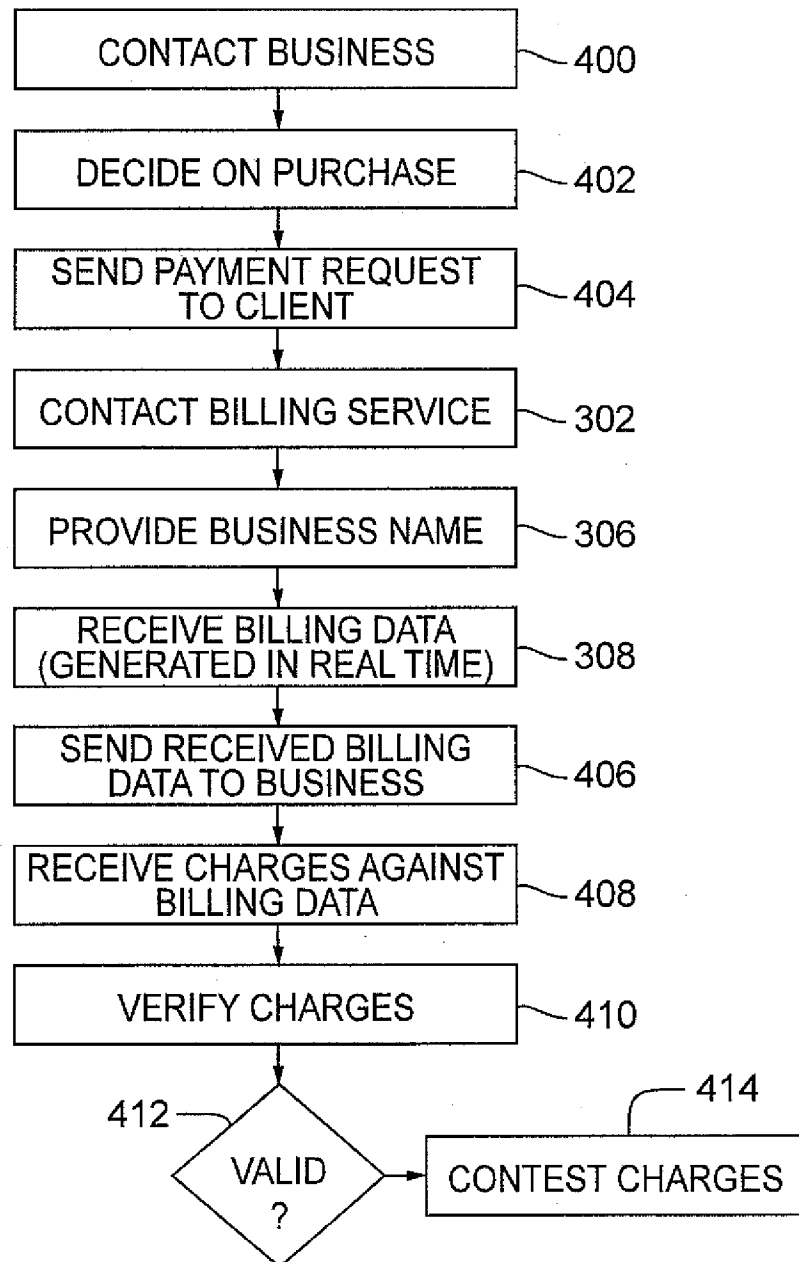 CONTACT BUSINESS
400
DECIDE ON PURCHASE
402
SEND PAYMENT REQUEST
TO CLIENT
404
CONTACT BILLING SERVICE
302
PROVIDE BUSINESS NAME
306
RECEIVE BILLING DATA
(GENERATED IN REAL TIME)
308
SEND RECEIVED BILLING
DATA TO BUSINESS
406
RECEIVE CHARGES AGAINST
BILLING DATA
408
VERIFY CHARGES
410
412
VALID
?
414
CONTEST CHARGES